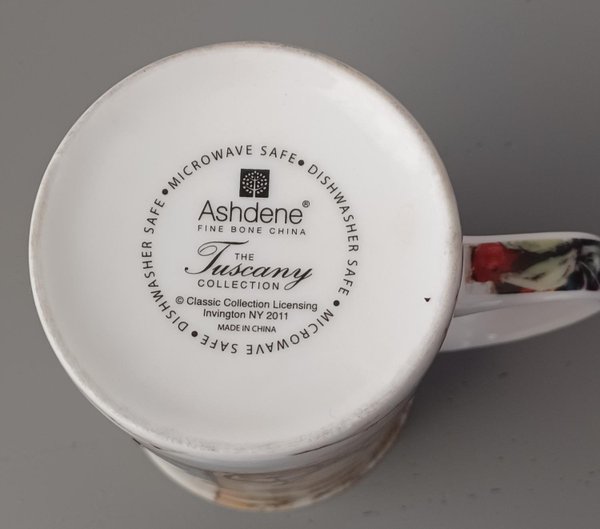 MICROWAVE SAFE • DISHWASHER SAFE • MICROWAVE SAFE • DISHWASHER SAFE •
Ashdene®
FINE BONE CHINA
THE
Tuscany
COLLECTION
© Classic Collection Licensing
Invington NY 2011
MADE IN CHINA